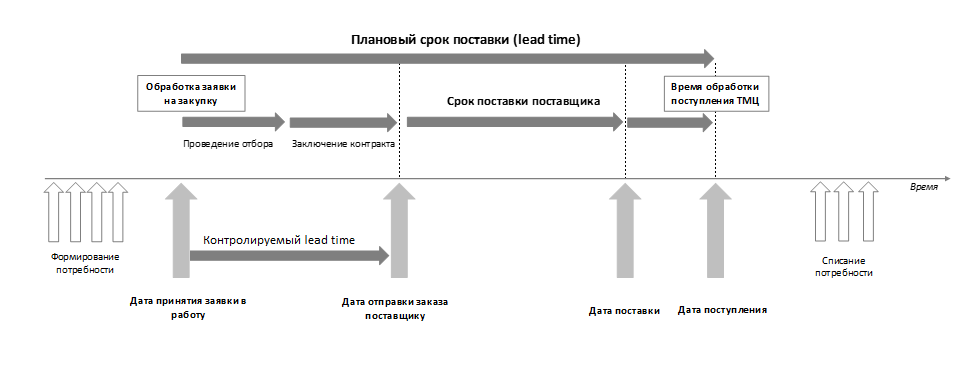 Плановый срок поставки (lead time)
Обработка заявки
на закупку
Время обработки
поступления ТМЦ
Срок поставки поставщика
Проведение отбора
Заключение контракта
Время
Контролируемый lead time
Формирование
потребности
Списание
потребности
Дата принятия заявки в
работу
Дата отправки заказа
поставщику
Дата поставки
Дата поступления